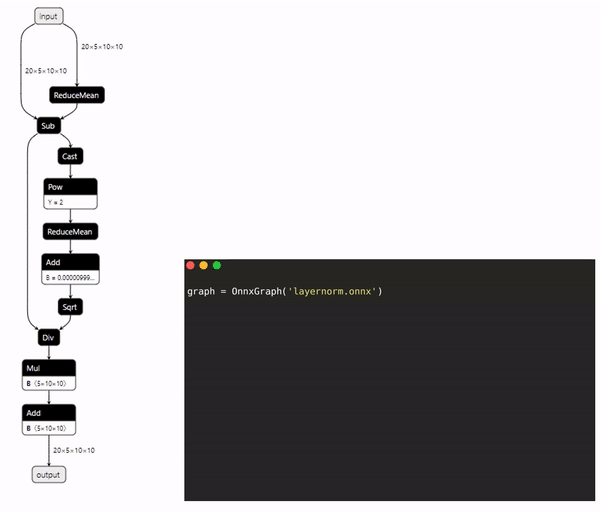 input
20×5×10×10
20×5×10×10
ReduceMean
Sub
Cast
Pow
Y = 2
ReduceMean
Add
B = 0.00000999...
Sqrt
Div
Mul
B ⟨5×10×10⟩
Add
B ⟨5×10×10⟩
20×5×10×10
output
graph = OnnxGraph('layernorm.onnx')